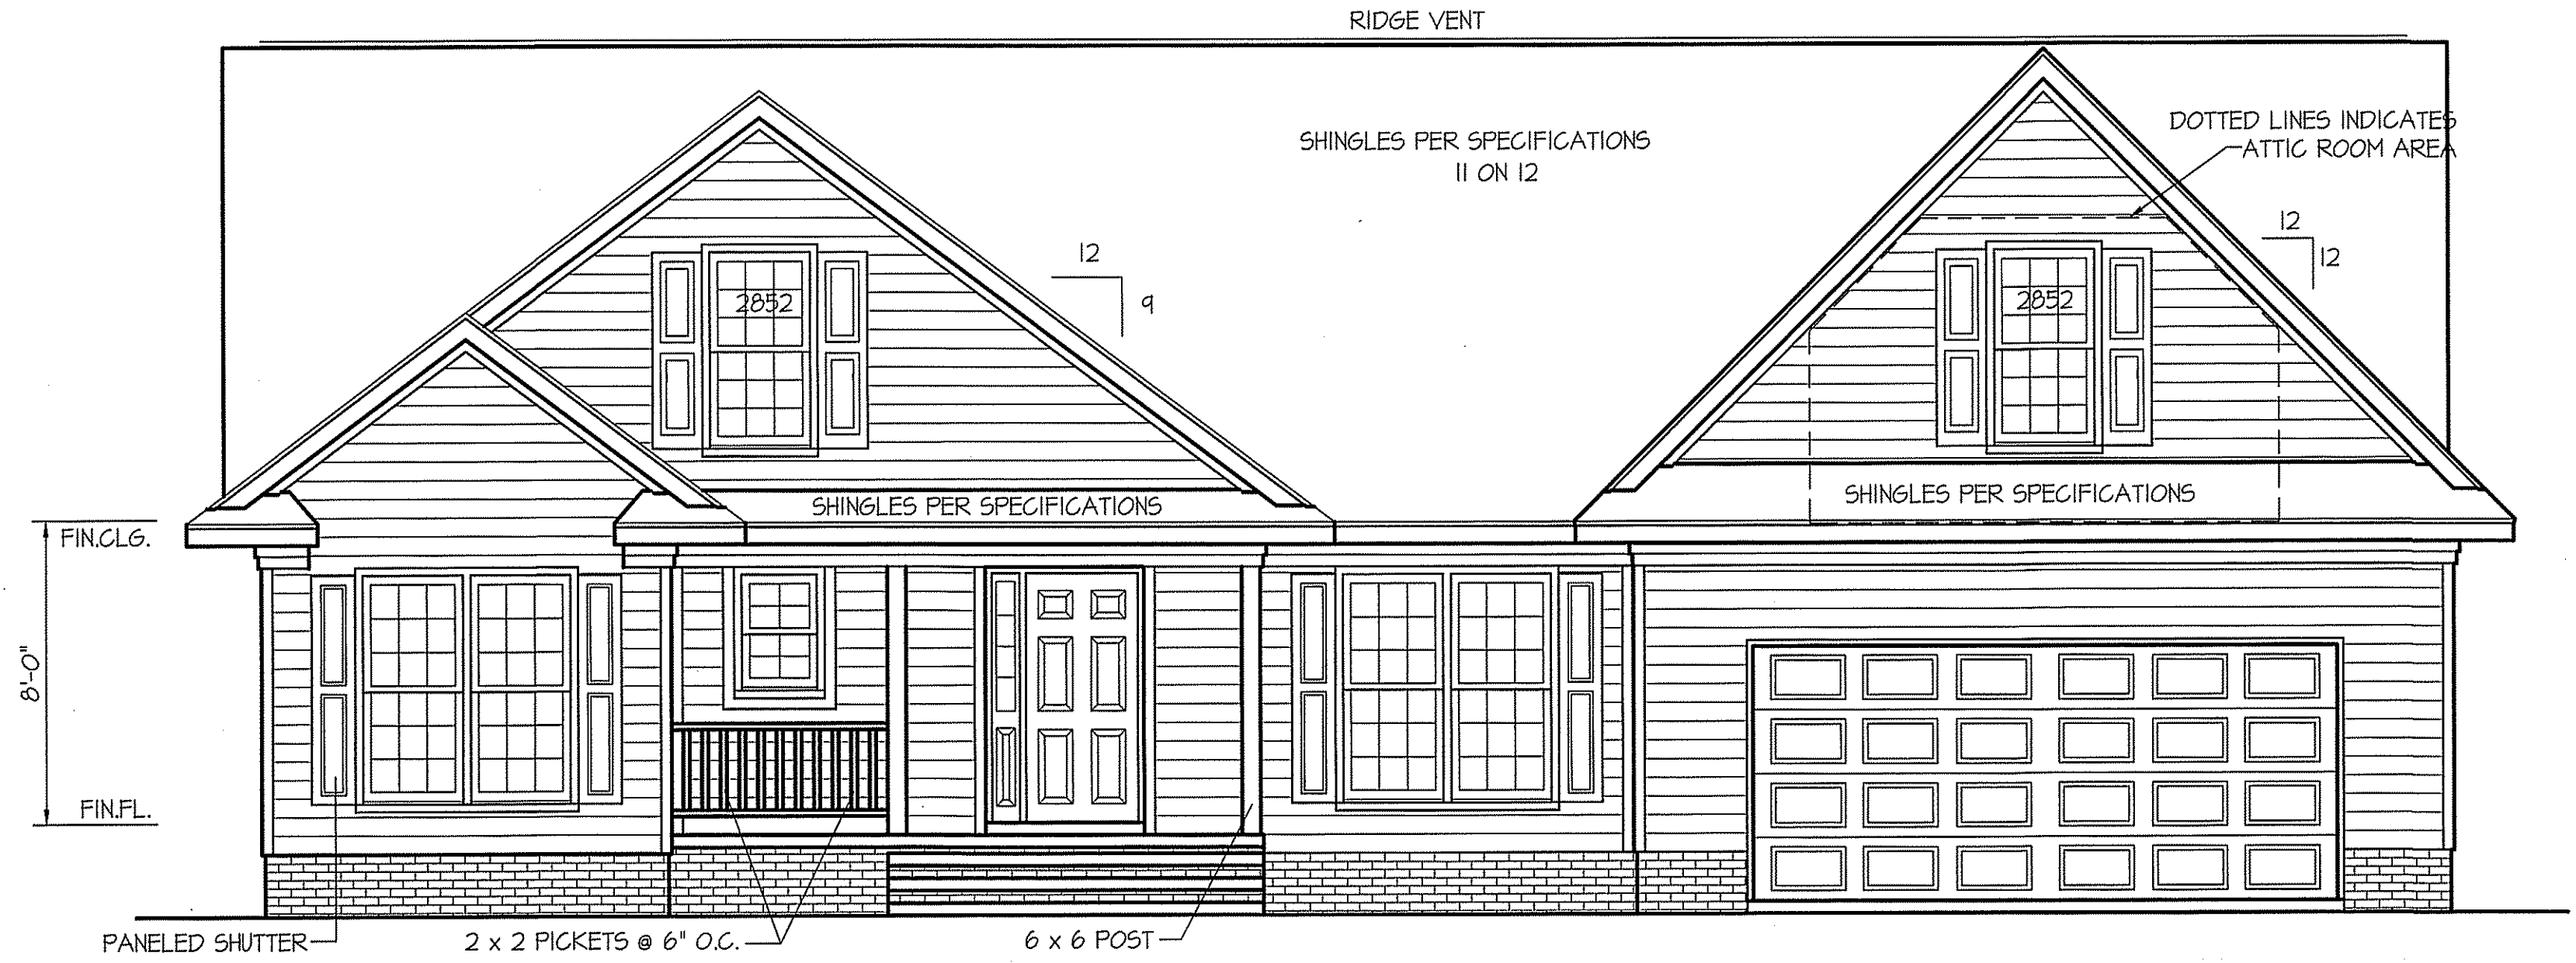 RIDGE VENT
DOTTED LINES INDICATES
ATTIC ROOM AREA
SHINGLES PER SPECIFICATIONS
11 ON 12
12
12
12
9
2852
2852
SHINGLES PER SPECIFICATIONS
SHINGLES PER SPECIFICATIONS
FIN.CLG.
8'-0"
FIN.FL.
PANELED SHUTTER
2 x 2 PICKETS @ 6" O.C.
6 x 6 POST